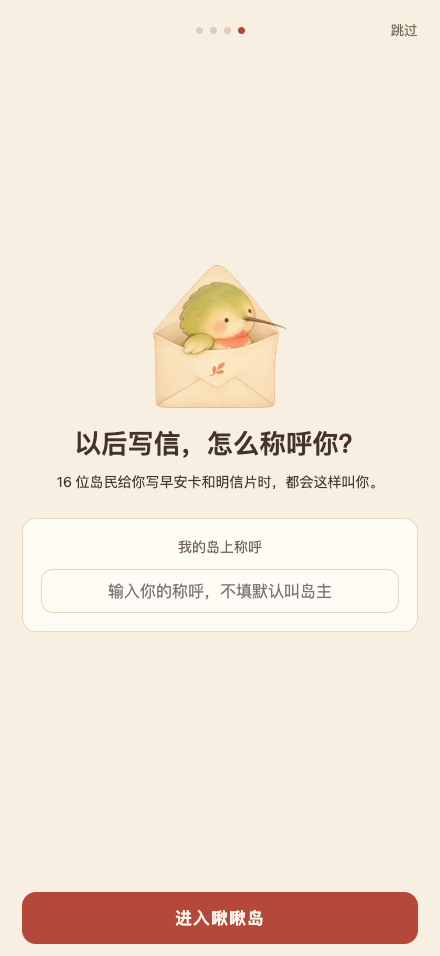 跳过
以后写信，怎么称呼你?
16 位岛民给你写早安卡和明信片时，都会这样叫你。
我的岛上称呼
输入你的称呼，不填默认叫岛主
进入啾啾岛